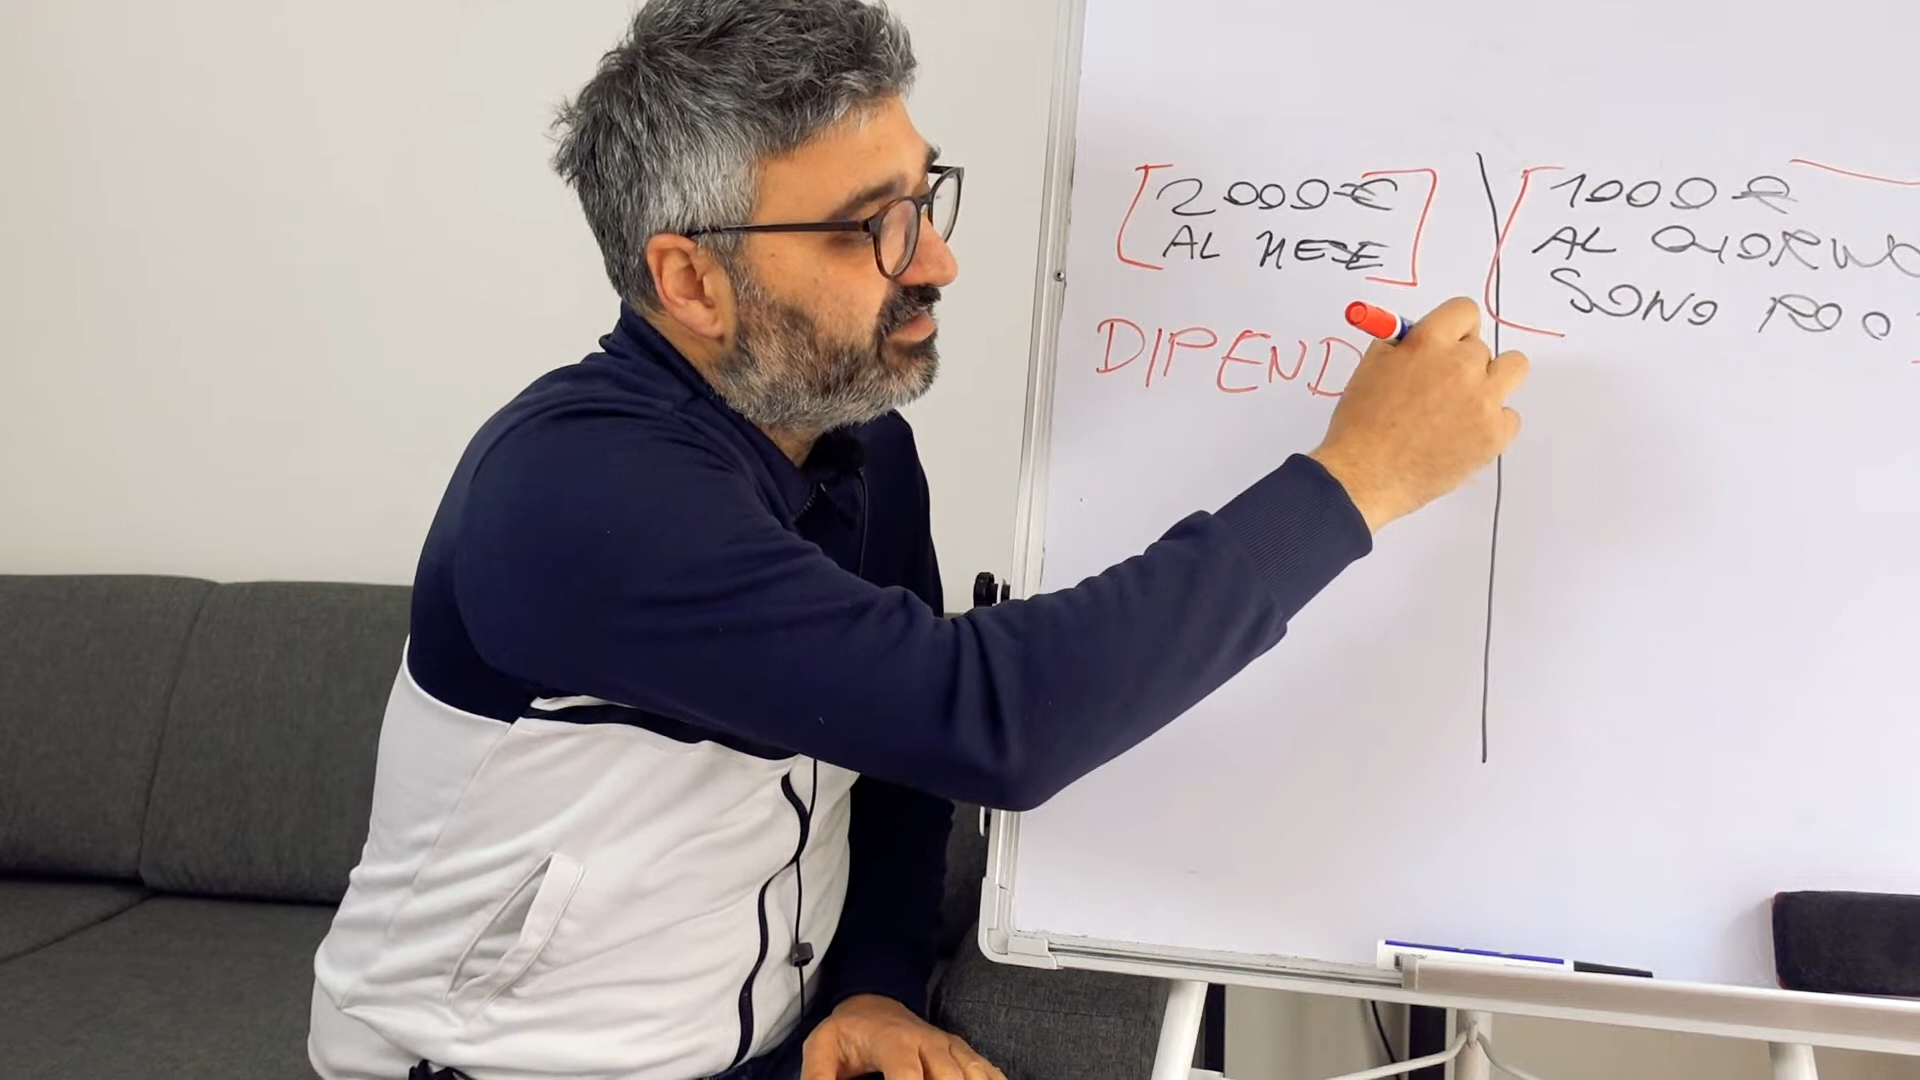 2000€
AL MESE
DIPEND
1000€
AL GIORNO
SONO